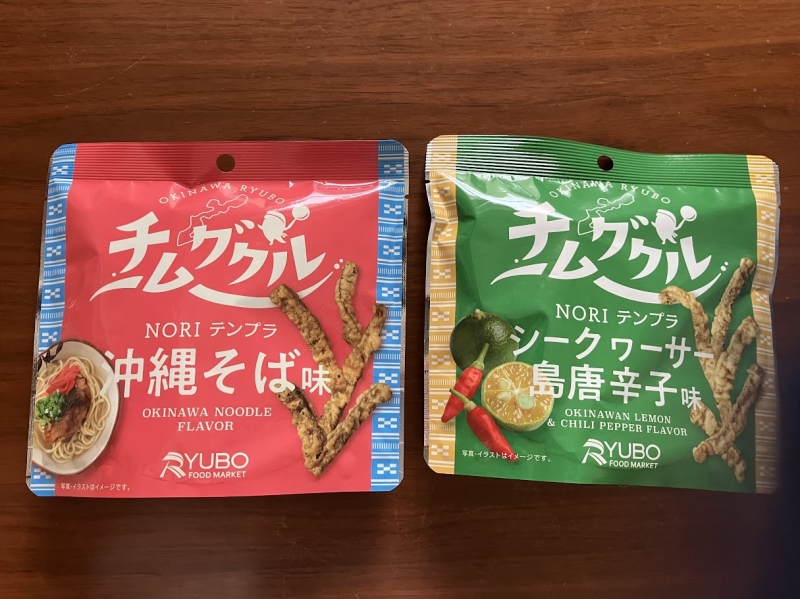 OKINAWA RYUBO
チムググル
NORI テンプラ
沖縄そば味
OKINAWA NOODLE
FLAVOR
RYUBO
FOOD MARKET
写真・イラストはイメージです。
OKINAWA RYUBO
チムググル
NORI テンプラ
シークヮーサー
島唐辛子味
OKINAWAN LEMON
& CHILI PEPPER FLAVOR
RYUBO
FOOD MARKET
写真・イラストはイメージです。